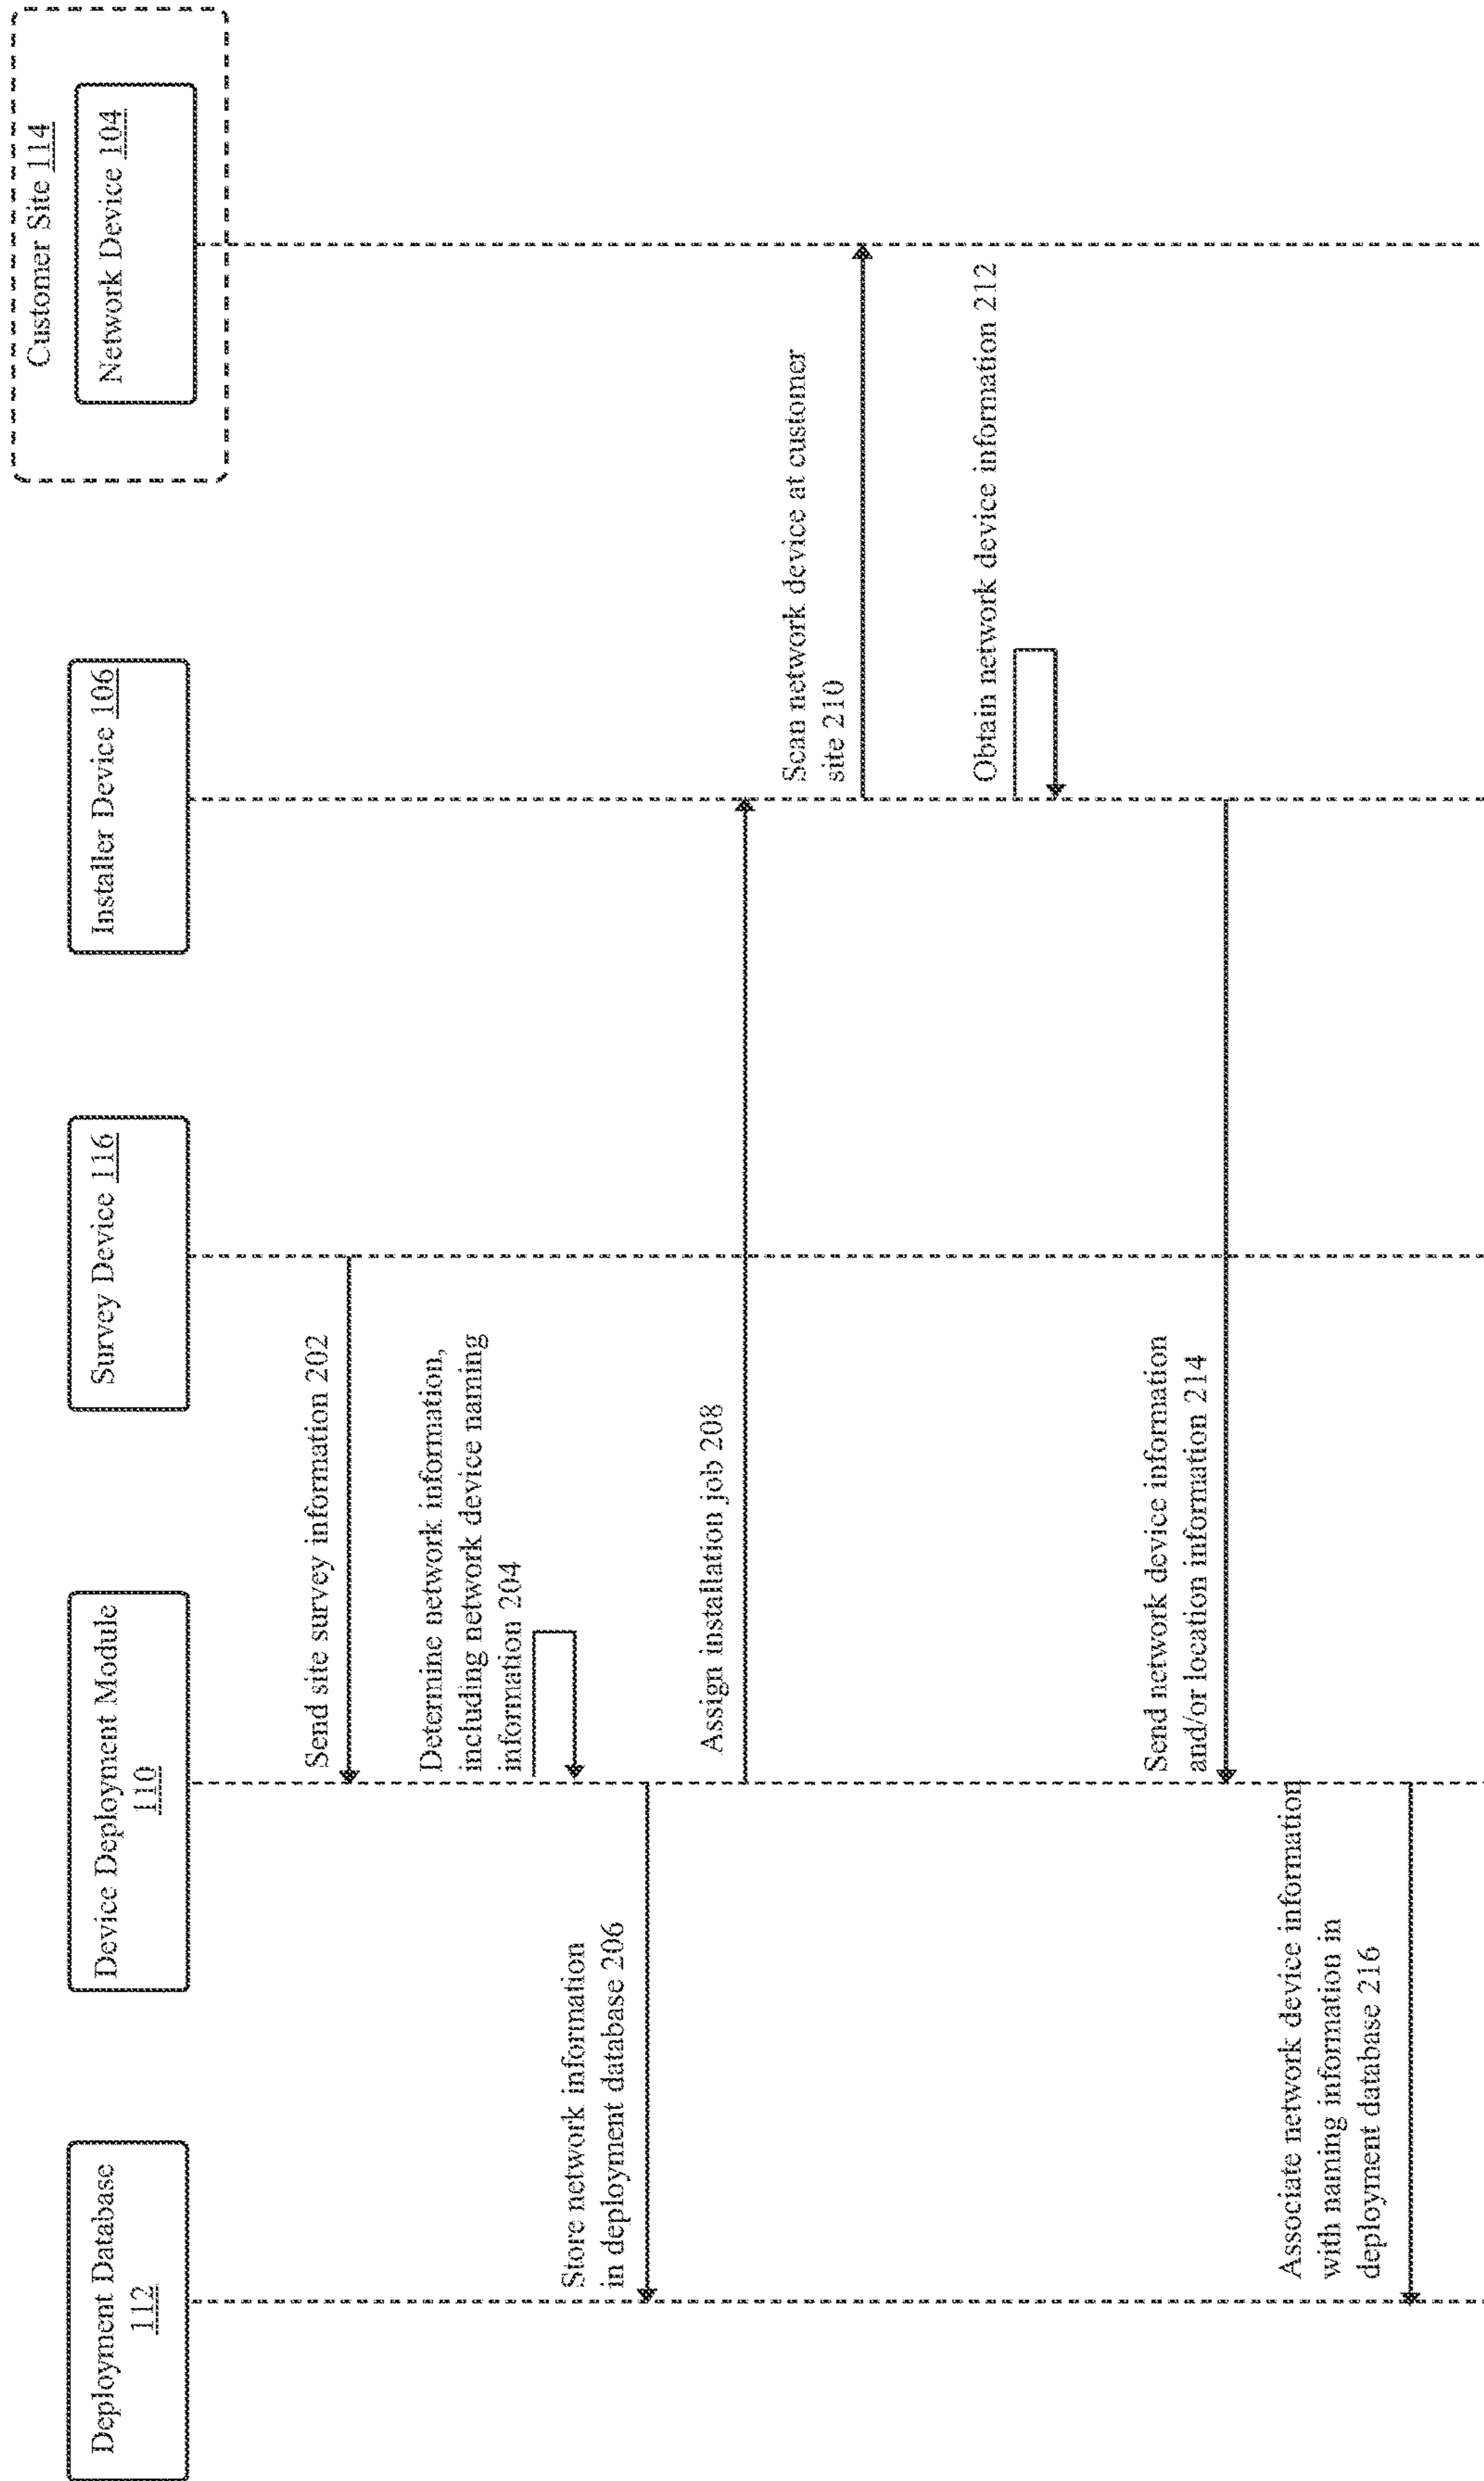 Deployment Database
112
Device Deployment Module
110
Survey Device 116
Installer Device 106
Customer Site 114
Network Device 104
Send site survey information 202
Determine network information,
including network device naming
information 204
Store network information
in deployment database 206
Assign installation job 208
Scan network device at customer
site 210
Obtain network device information 212
Send network device information
and/or location information 214
Associate network device information
with naming information in
deployment database 216